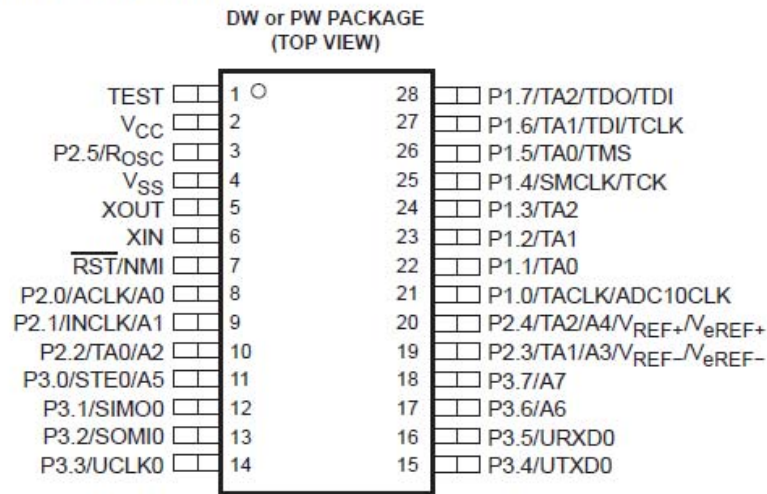 DW or PW PACKAGE
(TOP VIEW)
TEST 1 28 P1.7/TA2/TDO/TDI
VCC 2 27 P1.6/TA1/TDI/TCLK
P2.5/ROSC 3 26 P1.5/TA0/TMS
VSS 4 25 P1.4/SMCLK/TCK
XOUT 5 24 P1.3/TA2
XIN 6 23 P1.2/TA1
RST/NMI 7 22 P1.1/TA0
P2.0/ACLK/A0 8 21 P1.0/TACLK/ADC10CLK
P2.1/INCLK/A1 9 20 P2.4/TA2/A4/VREF+/VeREF+
P2.2/TA0/A2 10 19 P2.3/TA1/A3/VREF–/VeREF–
P3.0/STE0/A5 11 18 P3.7/A7
P3.1/SIMO0 12 17 P3.6/A6
P3.2/SOMI0 13 16 P3.5/URXD0
P3.3/UCLK0 14 15 P3.4/UTXD0